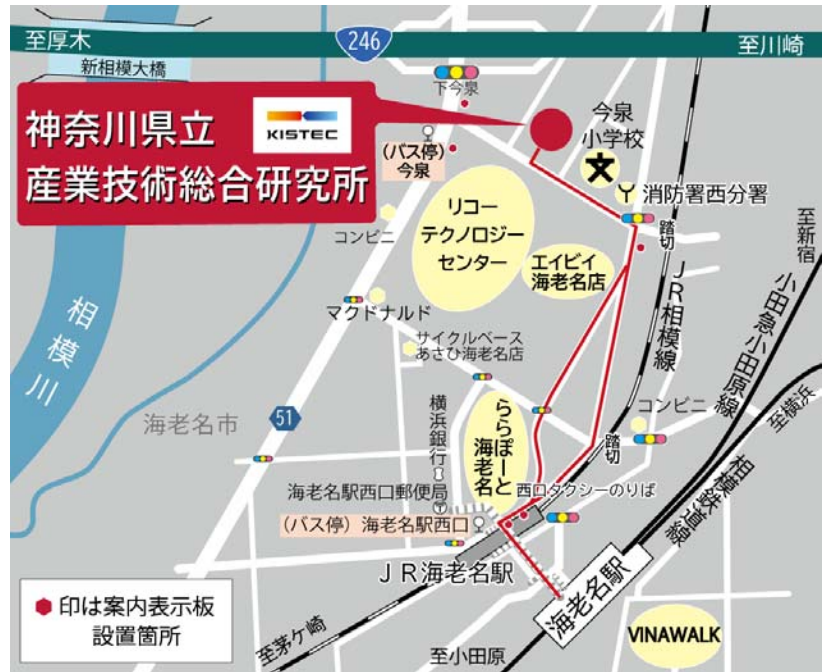 至厚木
246
至川崎
新相模大橋
下今泉
神奈川県立
KISTEC
産業技術総合研究所
(バス停)
今泉
今泉
小学校
消防署西分署
コンビニ
リコー
テクノロジー
センター
エイビイ
海老名店
踏切
至新宿
JR相模線
小田急小田原線
相模川
マクドナルド
サイクルベース
あさひ海老名店
海老名市
51
横浜銀行
ららぽーと
海老名
コンビニ
至横浜
踏切
相模鉄道線
海老名駅西口郵便局
西口タクシーのりば
(バス停) 海老名駅西口
JR海老名駅
海老名駅
印は案内表示板
設置箇所
至茅ケ崎
至小田原
VINAWALK